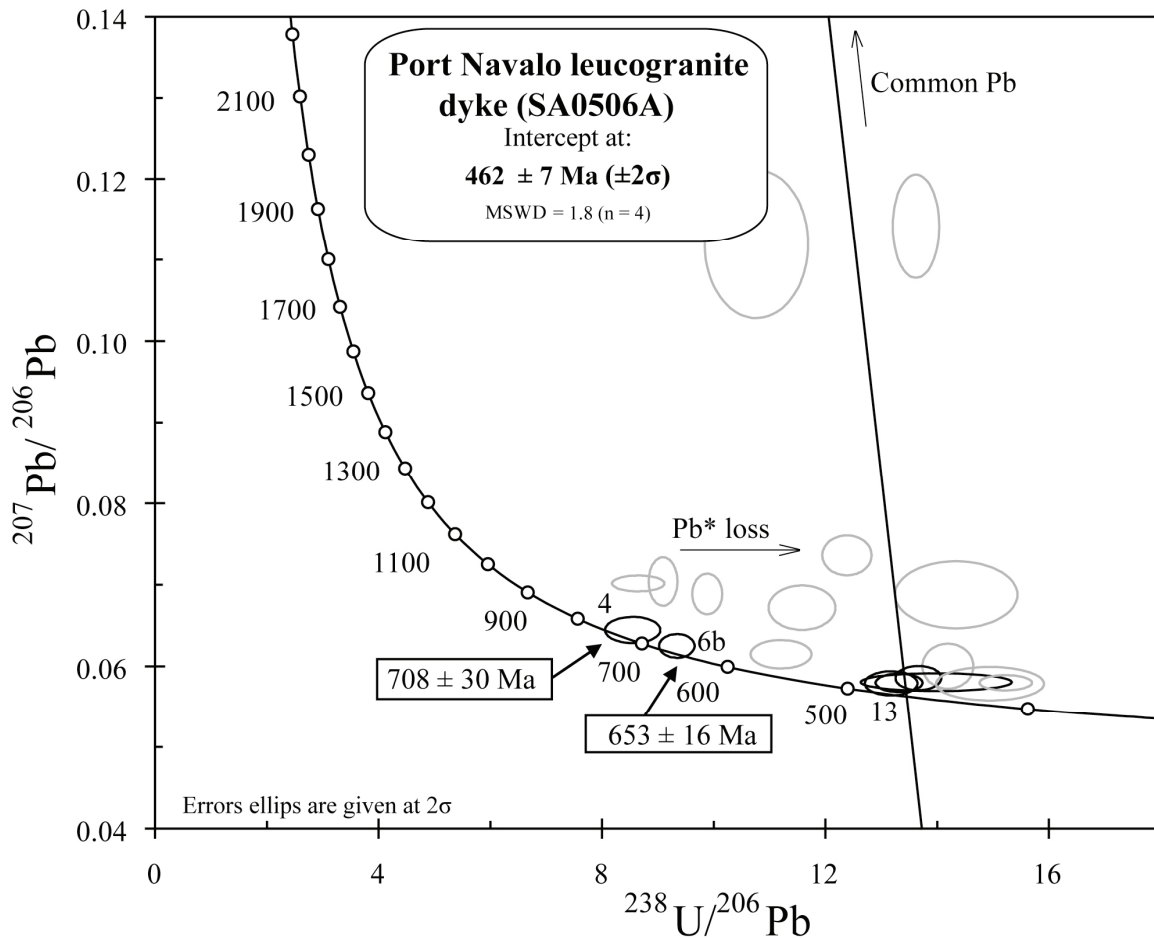 0.14
0.12
0.10
0.08
0.06
0.04
²⁰⁷Pb/ ²⁰⁶Pb
Port Navalo leucogranite
dyke (SA0506A)
Intercept at:
462 ± 7 Ma (±2σ)
MSWD = 1.8 (n = 4)
Common Pb
2100
1900
1700
1500
1300
1100
900
700
600
500
Pb* loss
4
6b
13
708 ± 30 Ma
653 ± 16 Ma
Errors ellips are given at 2σ
0 4 8 12 16
²³⁸U/²⁰⁶Pb